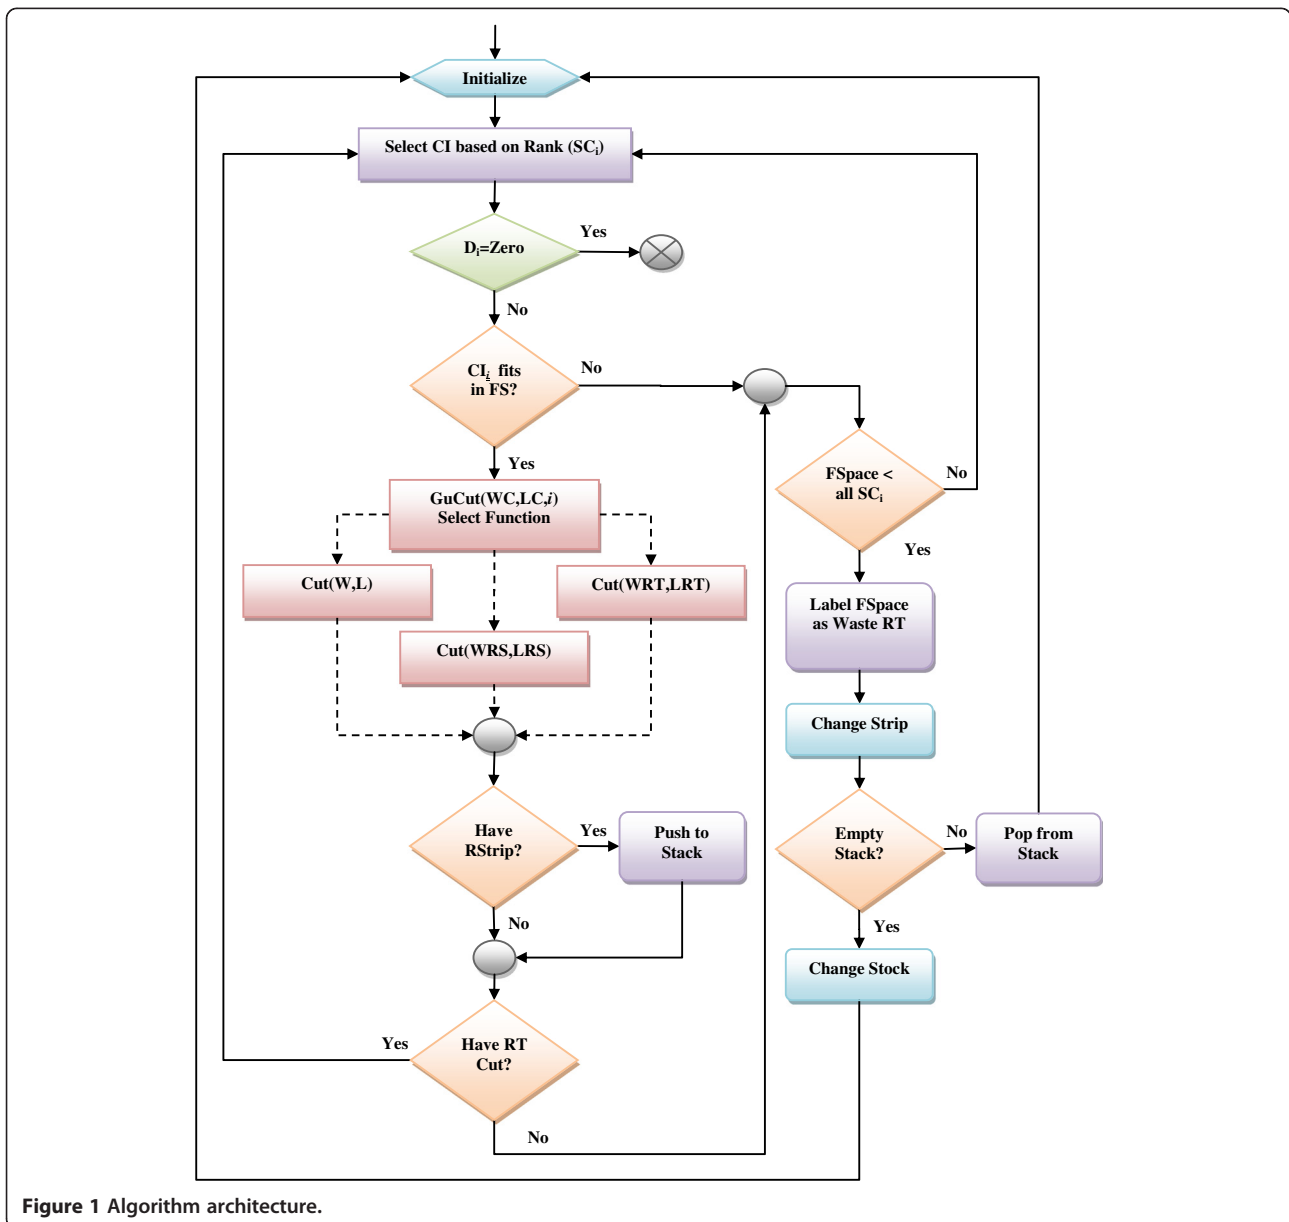 Initialize
Select CI based on Rank (SCi)
Di=Zero
Yes
No
CIi fits
in FS?
No
Yes
GuCut(WC,LC,i)
Select Function
Cut(W,L)
Cut(WRT,LRT)
Cut(WRS,LRS)
Have
RStrip?
Yes
Push to
Stack
No
Have RT
Cut?
Yes
No
FSpace <
all SCi
No
Yes
Label FSpace
as Waste RT
Change Strip
Empty
Stack?
No
Pop from
Stack
Yes
Change Stock
Figure 1 Algorithm architecture.